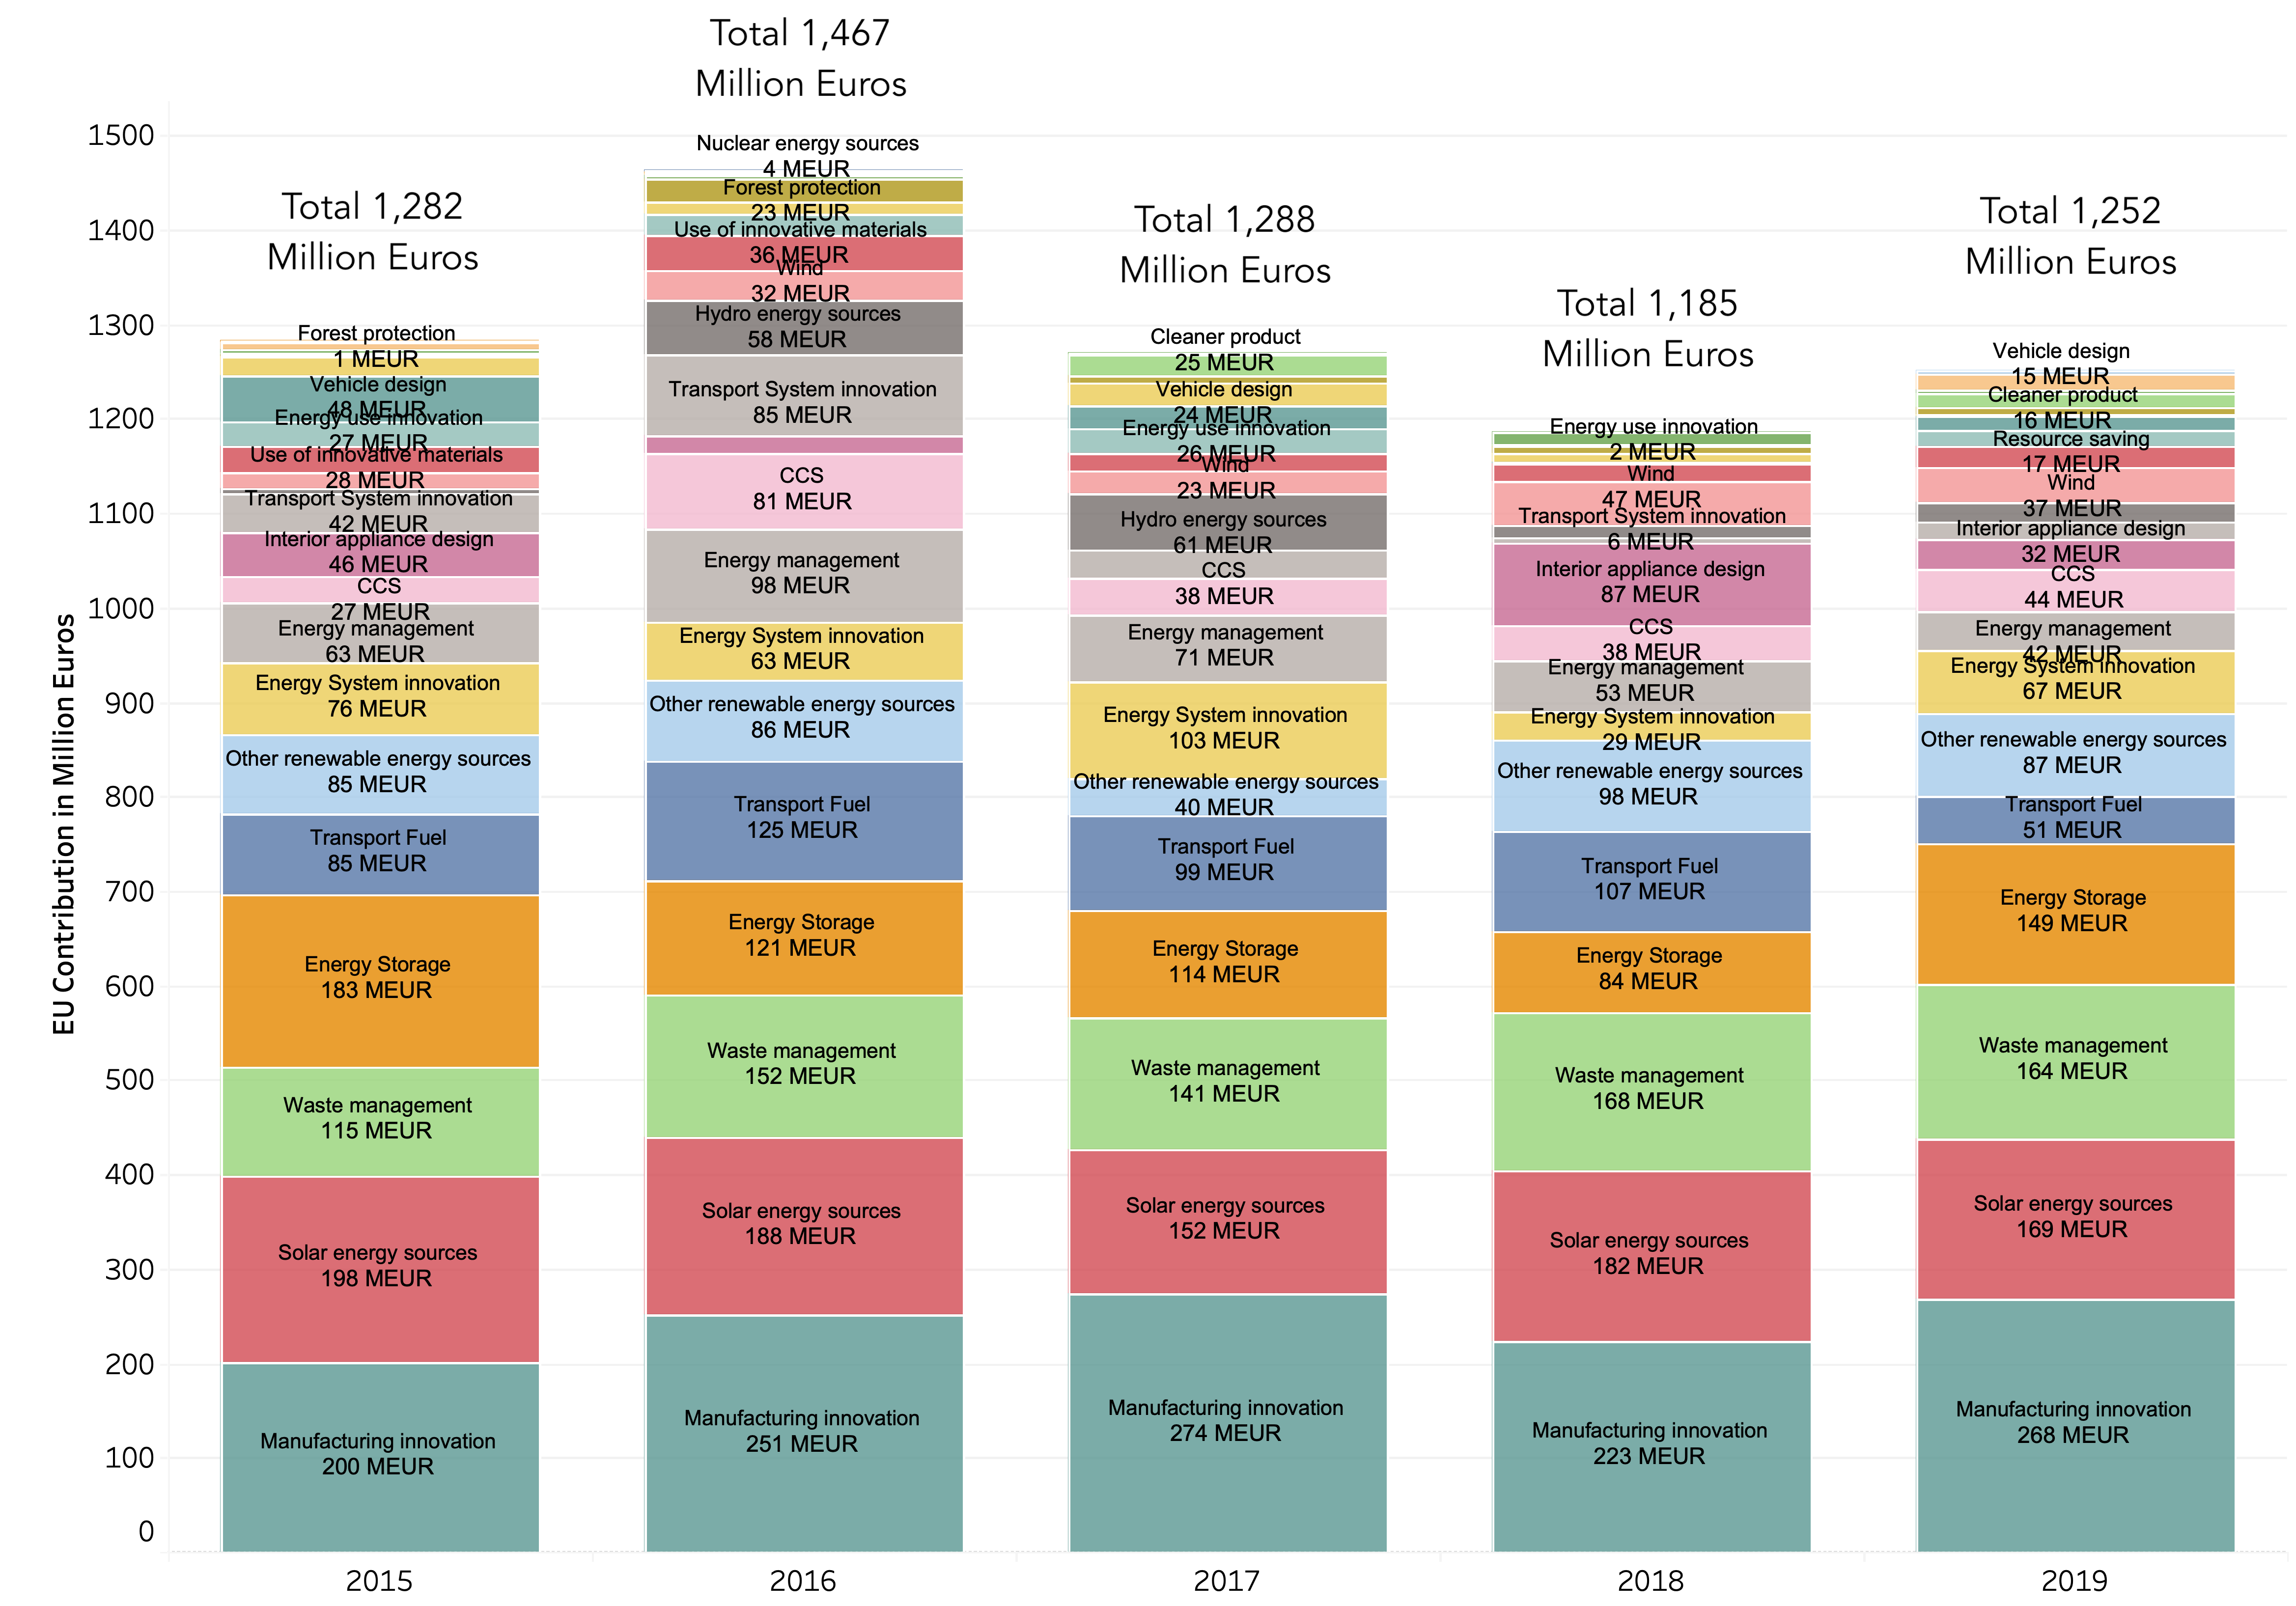 Total 1,467
Million Euros
Total 1,282
Million Euros
Total 1,288
Million Euros
Total 1,185
Million Euros
Total 1,252
Million Euros
EU Contribution in Million Euros
1500
1400
1300
1200
1100
1000
900
800
700
600
500
400
300
200
100
0
Forest protection
1 MEUR
Vehicle design
48 MEUR
Energy use innovation
27 MEUR
Use of innovative materials
28 MEUR
Transport System innovation
42 MEUR
Interior appliance design
46 MEUR
CCS
27 MEUR
Energy management
63 MEUR
Energy System innovation
76 MEUR
Other renewable energy sources
85 MEUR
Transport Fuel
85 MEUR
Energy Storage
183 MEUR
Waste management
115 MEUR
Solar energy sources
198 MEUR
Manufacturing innovation
200 MEUR
2015
Nuclear energy sources
4 MEUR
Forest protection
23 MEUR
Use of innovative materials
36 MEUR
Wind
32 MEUR
Hydro energy sources
58 MEUR
Transport System innovation
85 MEUR
CCS
81 MEUR
Energy management
98 MEUR
Energy System innovation
63 MEUR
Other renewable energy sources
86 MEUR
Transport Fuel
125 MEUR
Energy Storage
121 MEUR
Waste management
152 MEUR
Solar energy sources
188 MEUR
Manufacturing innovation
251 MEUR
2016
Cleaner product
25 MEUR
Vehicle design
24 MEUR
Energy use innovation
26 MEUR
Wind
23 MEUR
Hydro energy sources
61 MEUR
CCS
38 MEUR
Energy management
71 MEUR
Energy System innovation
103 MEUR
Other renewable energy sources
40 MEUR
Transport Fuel
99 MEUR
Energy Storage
114 MEUR
Waste management
141 MEUR
Solar energy sources
152 MEUR
Manufacturing innovation
274 MEUR
2017
Energy use innovation
2 MEUR
Wind
47 MEUR
Transport System innovation
6 MEUR
Interior appliance design
87 MEUR
CCS
38 MEUR
Energy management
53 MEUR
Energy System innovation
29 MEUR
Other renewable energy sources
98 MEUR
Transport Fuel
107 MEUR
Energy Storage
84 MEUR
Waste management
168 MEUR
Solar energy sources
182 MEUR
Manufacturing innovation
223 MEUR
2018
Vehicle design
15 MEUR
Cleaner product
16 MEUR
Resource saving
17 MEUR
Wind
37 MEUR
Interior appliance design
32 MEUR
CCS
44 MEUR
Energy management
42 MEUR
Energy System innovation
67 MEUR
Other renewable energy sources
87 MEUR
Transport Fuel
51 MEUR
Energy Storage
149 MEUR
Waste management
164 MEUR
Solar energy sources
169 MEUR
Manufacturing innovation
268 MEUR
2019